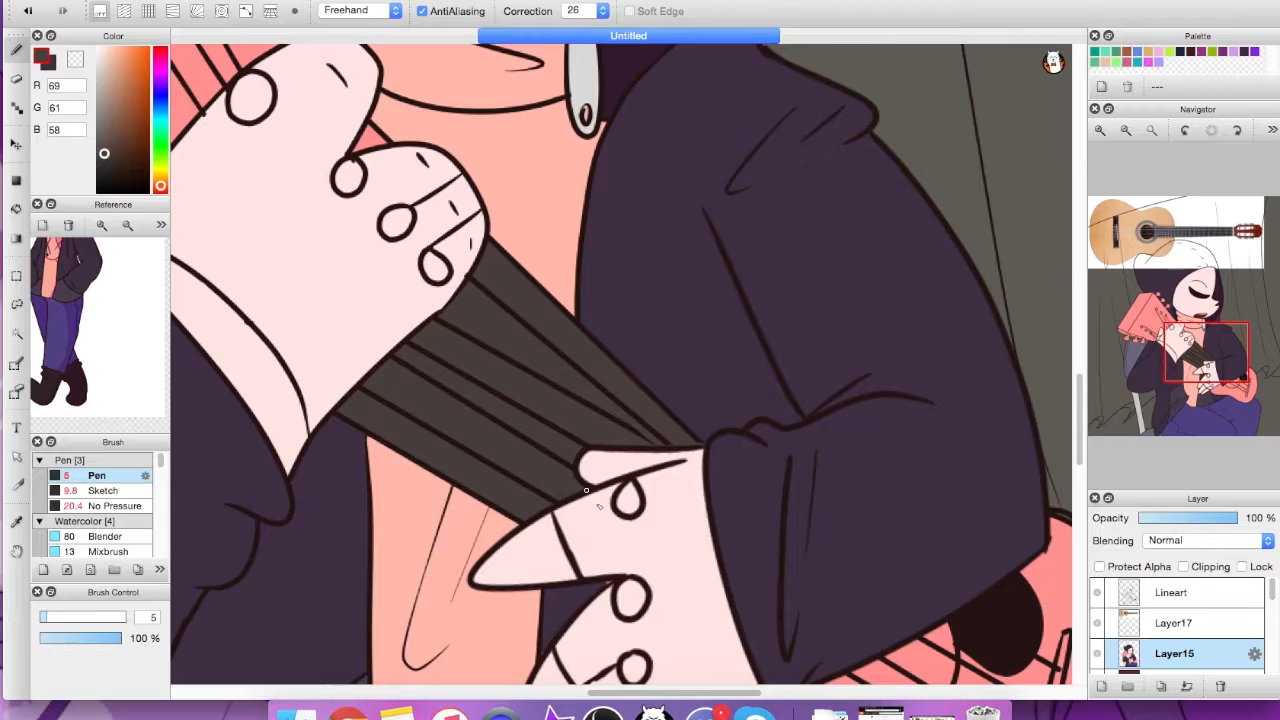 Freehand
AntiAliasing
Correction
26
Soft Edge
Color
Untitled
Palette
R
69
G
61
B
58
---
Navigator
Reference
Brush
Pen [3]
5 Pen
9.8 Sketch
20.4 No Pressure
Watercolor [4]
80 Blender
13 Mixbrush
Brush Control
5
100 %
Layer
Opacity
100 %
Blending
Normal
Protect Alpha
Clipping
Lock
Lineart
Layer17
Layer15